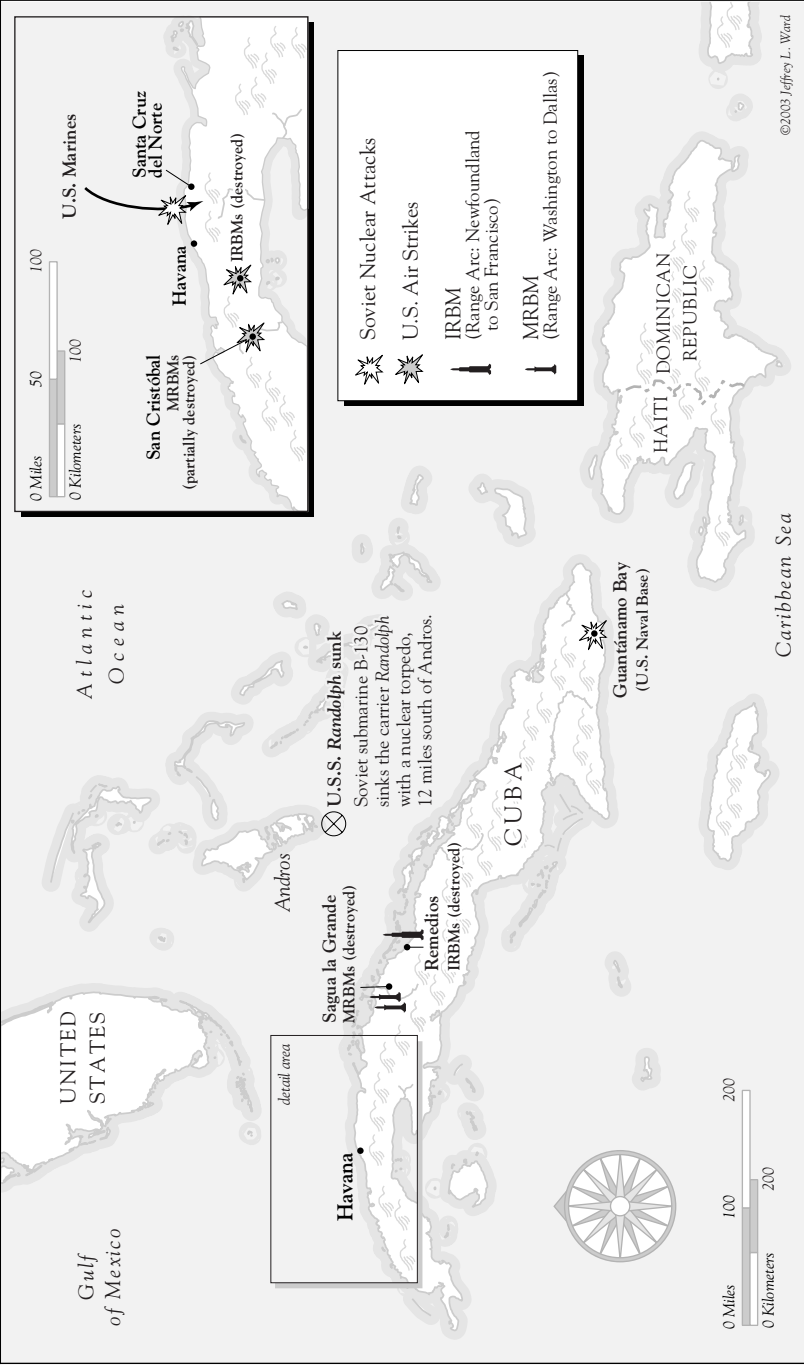 Gulf
of Mexico
UNITED
STATES
Atlantic
Ocean
Andros
detail area
Havana
Sagua la Grande
MRBMs (destroyed)
Remedios
IRBMs (destroyed)
U.S.S. Randolph sunk
Soviet submarine B-130
sinks the carrier Randolph
with a nuclear torpedo,
12 miles south of Andros.
CUBA
Guantánamo Bay
(U.S. Naval Base)
HAITI
DOMINICAN
REPUBLIC
Caribbean Sea
0 Miles 100 200
0 Kilometers 200
0 Miles 50 100
0 Kilometers 100
U.S. Marines
Santa Cruz
del Norte
Havana
IRBMs (destroyed)
San Cristóbal
MRBMs
(partially destroyed)
Soviet Nuclear Attacks
U.S. Air Strikes
IRBM
(Range Arc: Newfoundland
to San Francisco)
MRBM
(Range Arc: Washington to Dallas)
©2003 Jeffrey L. Ward